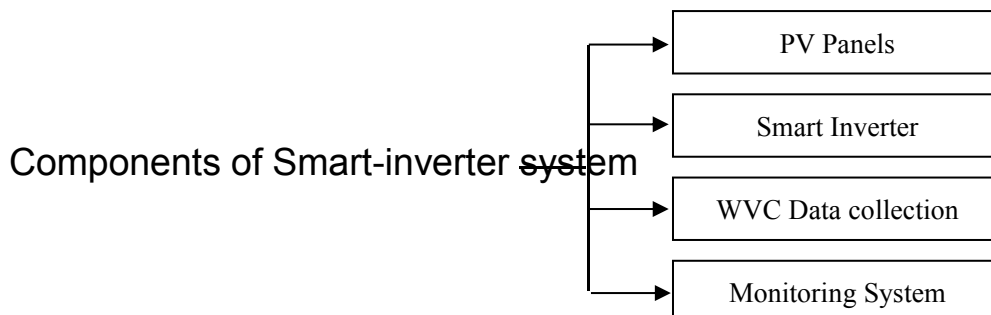 PV Panels
Smart Inverter
Components of Smart-inverter system
WVC Data collection
Monitoring System